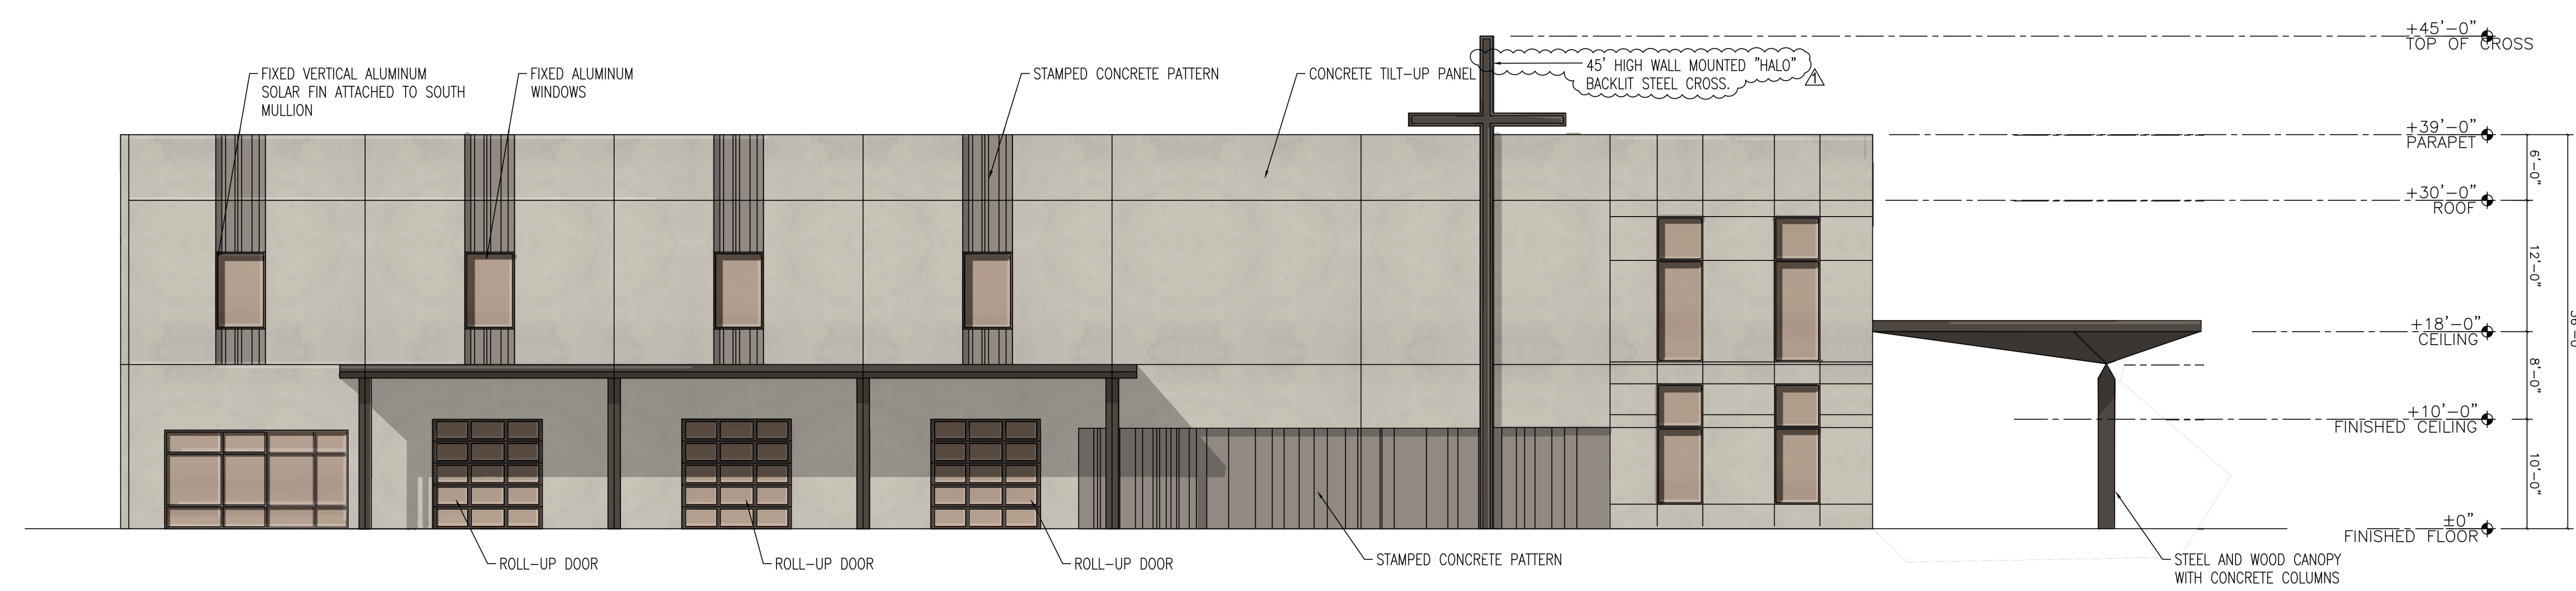 +45'-0"
TOP OF CROSS
FIXED VERTICAL ALUMINUM
SOLAR FIN ATTACHED TO SOUTH
MULLION
FIXED ALUMINUM
WINDOWS
STAMPED CONCRETE PATTERN
CONCRETE TILT-UP PANEL
45' HIGH WALL MOUNTED "HALO"
BACKLIT STEEL CROSS.
1
+39'-0"
PARAPET
6'-0"
+30'-0"
ROOF
12'-0"
+18'-0"
CEILING
8'-0"
+10'-0"
FINISHED CEILING
10'-0"
±0"
FINISHED FLOOR
ROLL-UP DOOR
ROLL-UP DOOR
ROLL-UP DOOR
STAMPED CONCRETE PATTERN
STEEL AND WOOD CANOPY
WITH CONCRETE COLUMNS